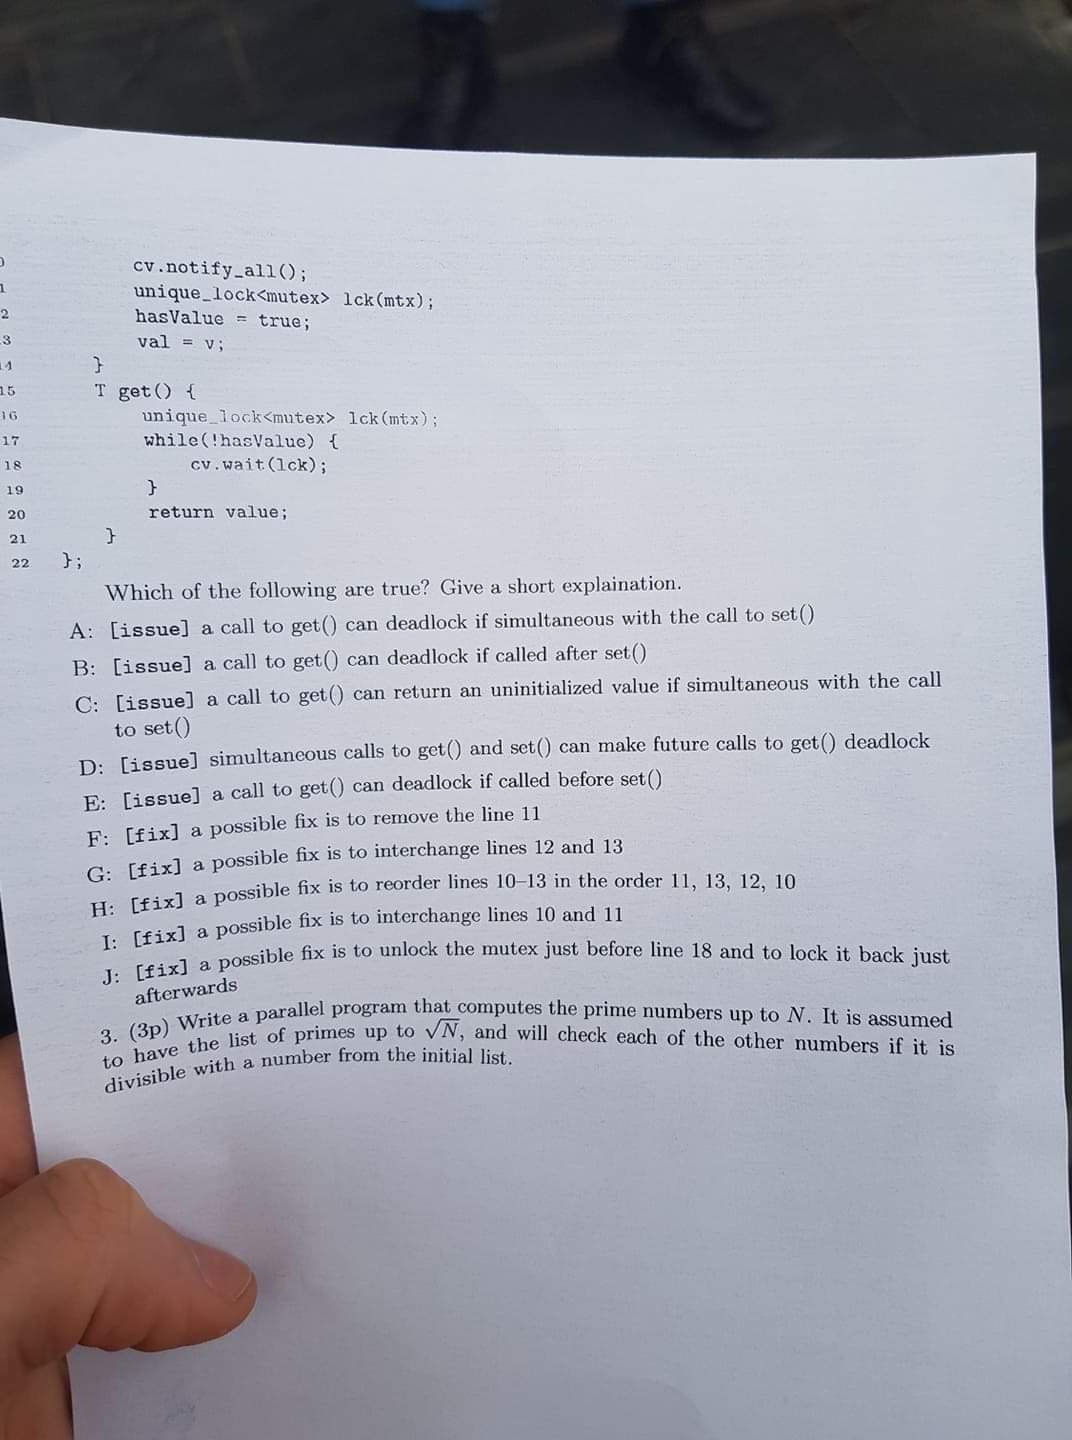 0 cv.notify_all();
1 unique_lock<mutex> lck(mtx);
2 hasValue = true;
3 val = v;
14 }
15 T get() {
16 unique_lock<mutex> lck(mtx);
17 while(!hasValue) {
18 cv.wait(lck);
19 }
20 return value;
21 }
22 };
Which of the following are true? Give a short explaination.
A: [issue] a call to get() can deadlock if simultaneous with the call to set()
B: [issue] a call to get() can deadlock if called after set()
C: [issue] a call to get() can return an uninitialized value if simultaneous with the call
to set()
D: [issue] simultaneous calls to get() and set() can make future calls to get() deadlock
E: [issue] a call to get() can deadlock if called before set()
F: [fix] a possible fix is to remove the line 11
G: [fix] a possible fix is to interchange lines 12 and 13
H: [fix] a possible fix is to reorder lines 10–13 in the order 11, 13, 12, 10
I: [fix] a possible fix is to interchange lines 10 and 11
J: [fix] a possible fix is to unlock the mutex just before line 18 and to lock it back just
afterwards
3. (3p) Write a parallel program that computes the prime numbers up to N. It is assumed
to have the list of primes up to √N, and will check each of the other numbers if it is
divisible with a number from the initial list.